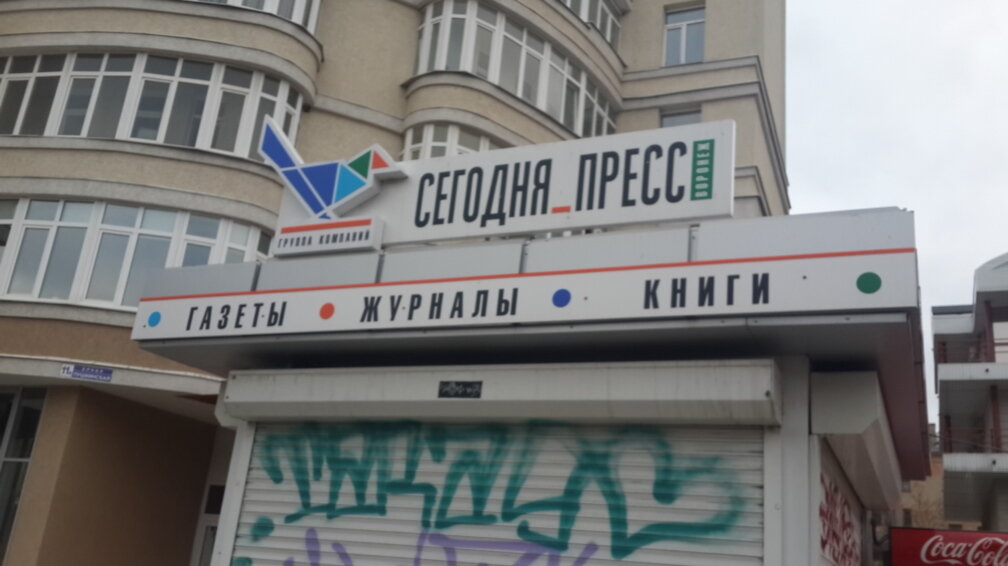 СЕГОДНЯ_ПРЕСС
ВОРОНЕЖ
ГРУППА КОМПАНИЙ
ГАЗЕТЫ ЖУРНАЛЫ КНИГИ
Coca-Cola